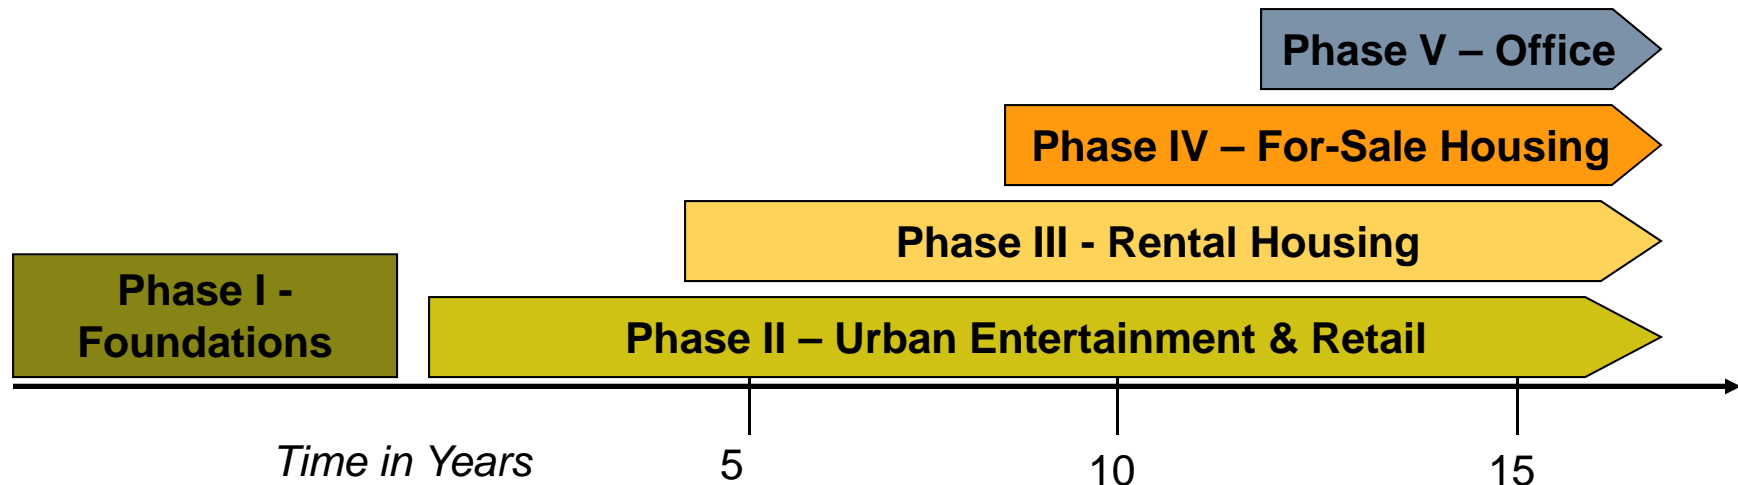 Phase V – Office
Phase IV – For-Sale Housing
Phase III - Rental Housing
Phase I -
Foundations
Phase II – Urban Entertainment & Retail
Time in Years
5
10
15